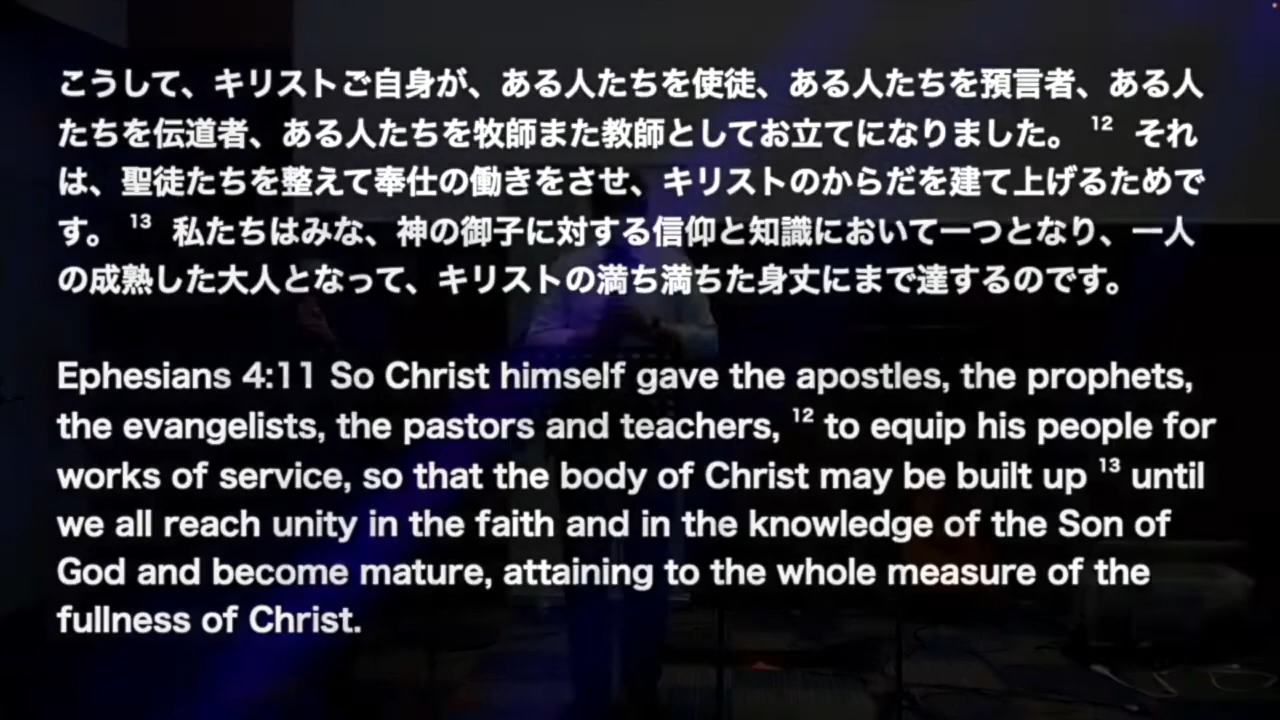 こうして、キリストご自身が、ある人たちを使徒、ある人たちを預言者、ある人
たちを伝道者、ある人たちを牧師また教師としてお立てになりました。 ¹² それ
は、聖徒たちを整えて奉仕の働きをさせ、キリストのからだを建て上げるためで
す。 ¹³ 私たちはみな、神の御子に対する信仰と知識において一つとなり、一人
の成熟した大人となって、キリストの満ち満ちた身丈にまで達するのです。
Ephesians 4:11 So Christ himself gave the apostles, the prophets,
the evangelists, the pastors and teachers, ¹² to equip his people for
works of service, so that the body of Christ may be built up ¹³ until
we all reach unity in the faith and in the knowledge of the Son of
God and become mature, attaining to the whole measure of the
fullness of Christ.